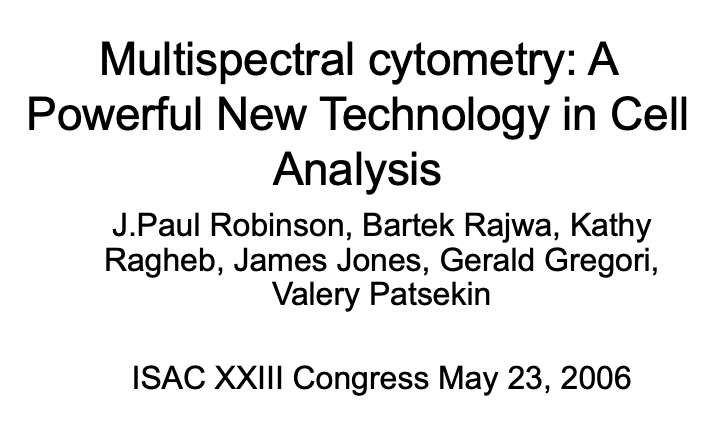 Multispectral cytometry: A
Powerful New Technology in Cell
Analysis
J.Paul Robinson, Bartek Rajwa, Kathy
Ragheb, James Jones, Gerald Gregori,
Valery Patsekin
ISAC XXIII Congress May 23, 2006